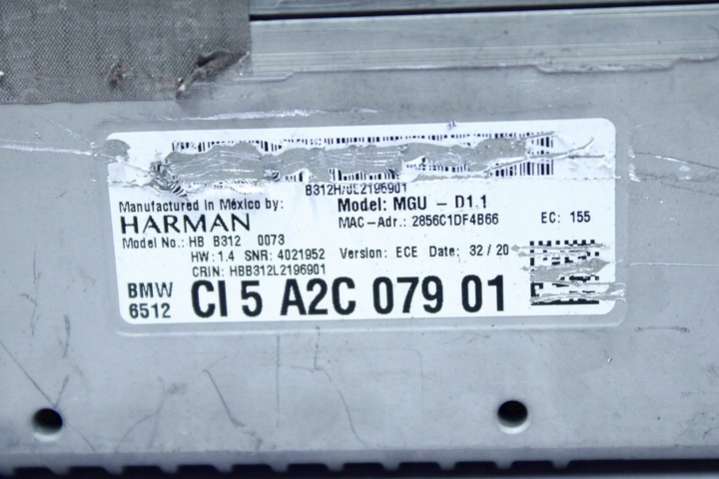 Manufactured in México by:
HARMAN
Model: MGU - D1.1
MAC-Adr.: 2856C1DF4B66 EC: 155
Model No.: HB B312 0073
HW: 1.4 SNR: 4021952 Version: ECE Date: 32/20
CRIN: HBB312L2196901
BMW 6512 CI 5 A2C 079 01